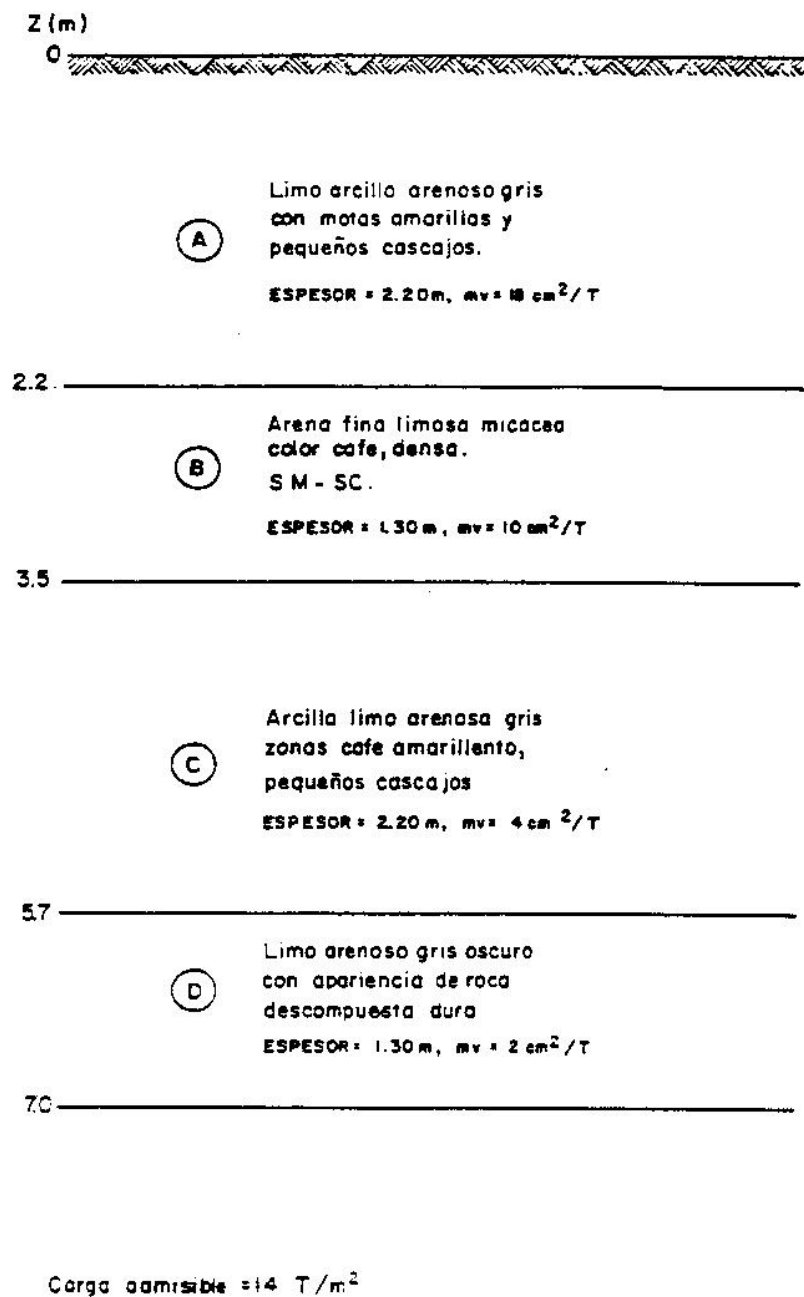 Z (m)
0
A
Limo arcillo arenoso gris
con motas amarillas y
pequeños cascajos.
ESPESOR = 2.20 m, mv = cm²/T
2.2
B
Arena fina limosa micacea
color cafe, densa.
SM - SC.
ESPESOR = 1.30 m, mv = 10 cm²/T
3.5
C
Arcilla limo arenosa gris
zonas cafe amarillento,
pequeños cascajos
ESPESOR = 2.20 m, mv = 4 cm²/T
5.7
D
Limo arenoso gris oscuro
con apariencia de roca
descompuesta dura
ESPESOR = 1.30 m, mv = 2 cm²/T
7.0
Carga admisible = 14 T/m²